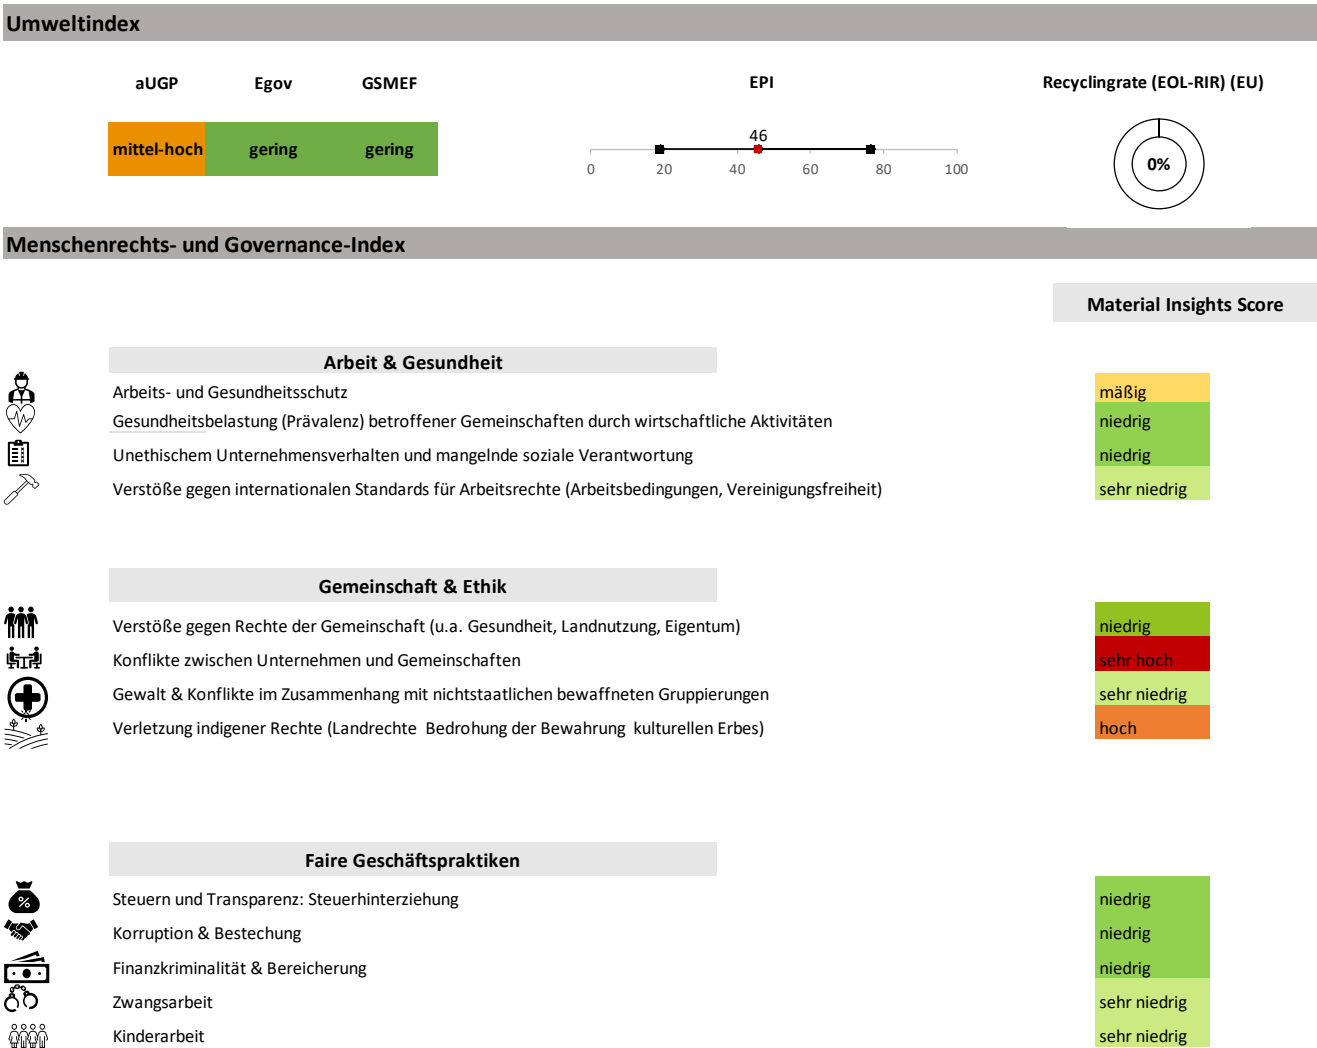 Umweltindex
aUGP Egov GSMEF EPI Recyclingrate (EOL-RIR) (EU)
mittel-hoch gering gering
46
0 20 40 60 80 100
0%
Menschenrechts- und Governance-Index
Material Insights Score
Arbeit & Gesundheit
Arbeits- und Gesundheitsschutz mäßig
Gesundheitsbelastung (Prävalenz) betroffener Gemeinschaften durch wirtschaftliche Aktivitäten niedrig
Unethischem Unternehmensverhalten und mangelnde soziale Verantwortung niedrig
Verstöße gegen internationalen Standards für Arbeitsrechte (Arbeitsbedingungen, Vereinigungsfreiheit) sehr niedrig
Gemeinschaft & Ethik
Verstöße gegen Rechte der Gemeinschaft (u.a. Gesundheit, Landnutzung, Eigentum) niedrig
Konflikte zwischen Unternehmen und Gemeinschaften sehr hoch
Gewalt & Konflikte im Zusammenhang mit nichtstaatlichen bewaffneten Gruppierungen sehr niedrig
Verletzung indigener Rechte (Landrechte Bedrohung der Bewahrung kulturellen Erbes) hoch
Faire Geschäftspraktiken
Steuern und Transparenz: Steuerhinterziehung niedrig
% 
Korruption & Bestechung niedrig
Finanzkriminalität & Bereicherung niedrig
Zwangsarbeit sehr niedrig
Kinderarbeit sehr niedrig